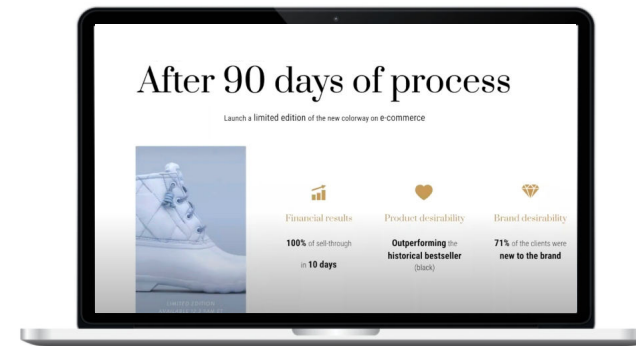 After 90 days of process
Launch a limited edition of the new colorway on e-commerce
Financial results
100% of sell-through
in 10 days
Product desirability
Outperforming the
historical bestseller
(black)
Brand desirability
71% of the clients were
new to the brand
LIMITED EDITION